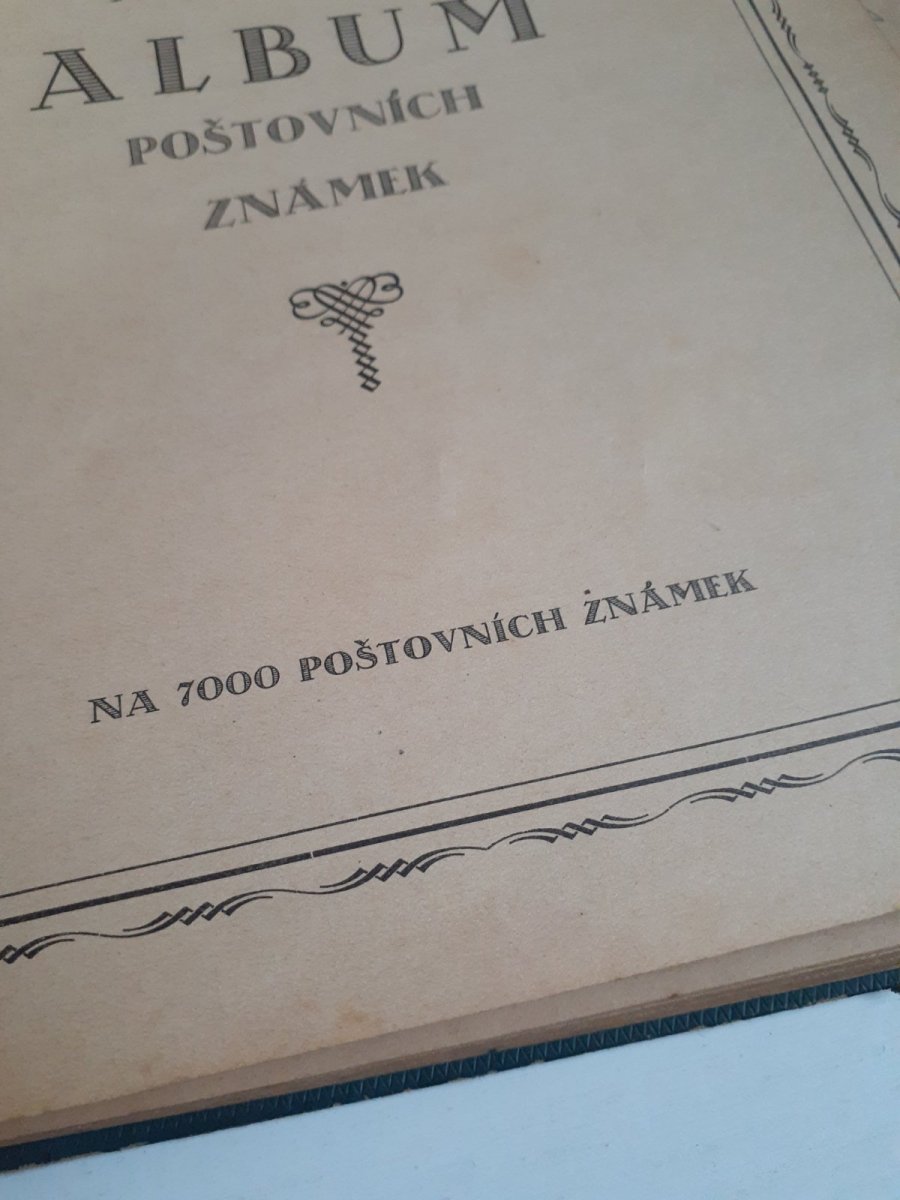 ALBUM
POŠTOVNÍCH
ZNÁMEK
NA 7000 POŠTOVNÍCH ZNÁMEK